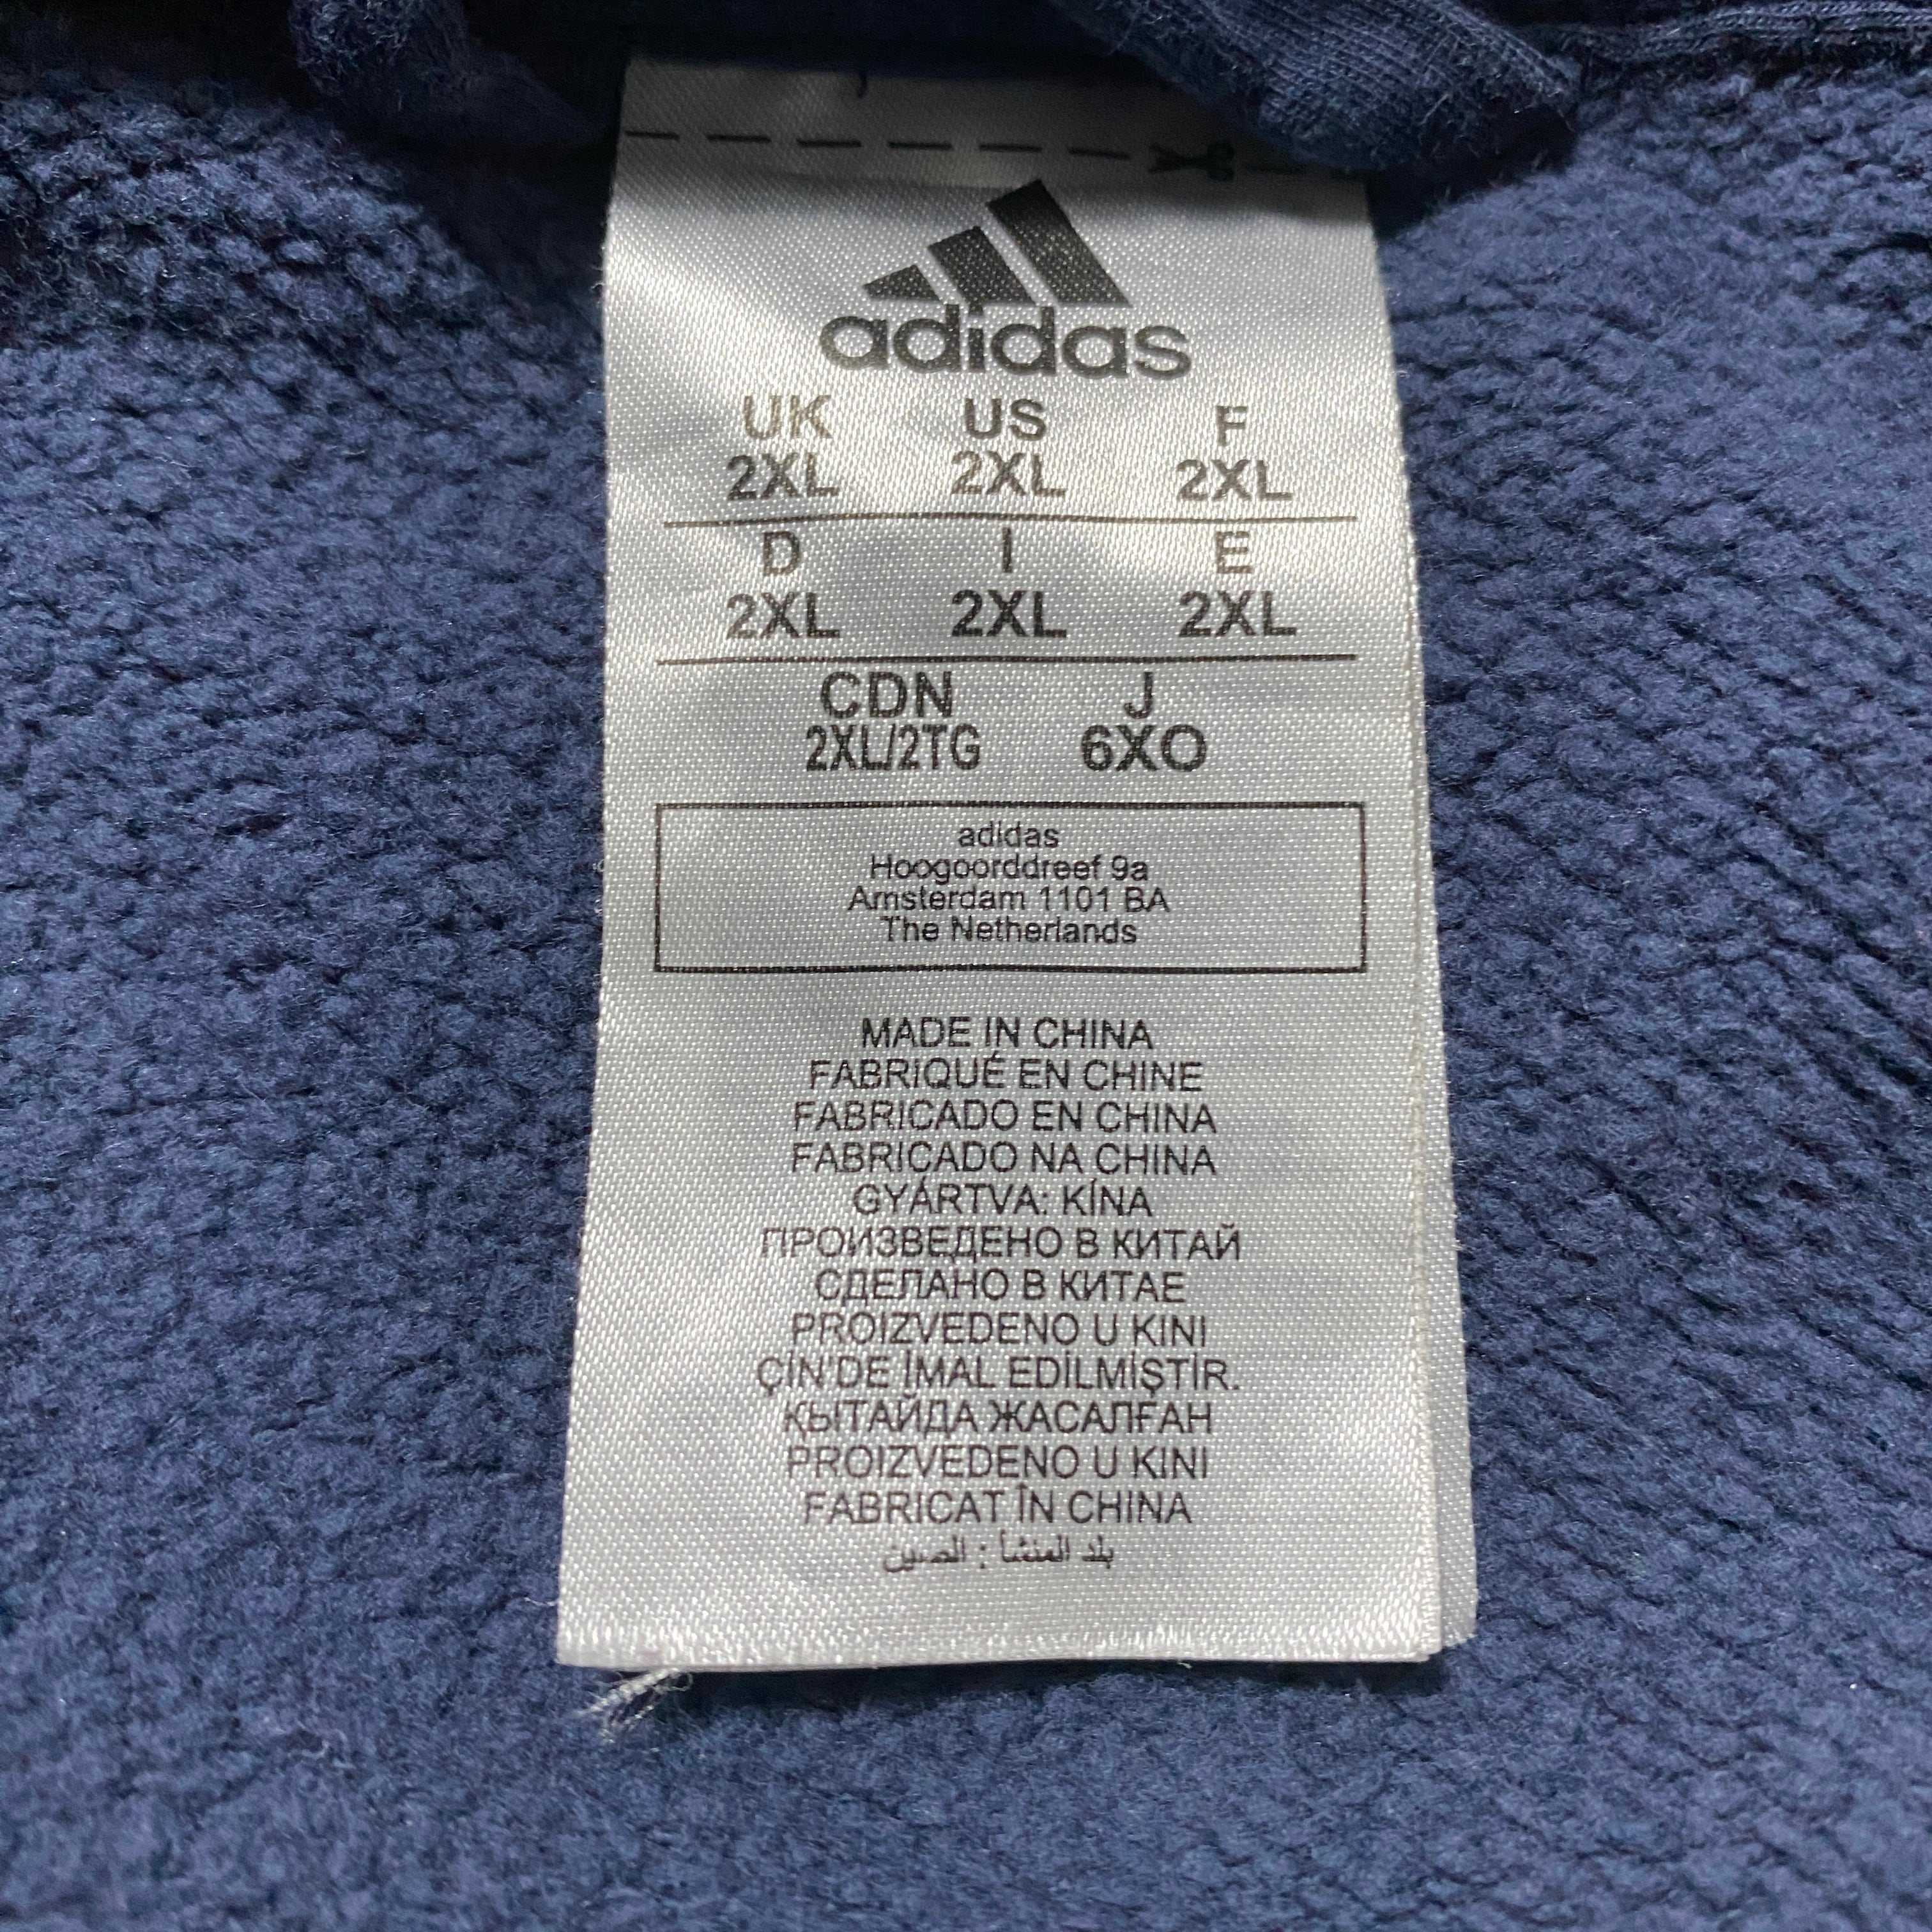 adidas
UK US F
2XL 2XL 2XL
D I E
2XL 2XL 2XL
CDN J
2XL/2TG 6XO
adidas
Hoogoorddreef 9a
Amsterdam 1101 BA
The Netherlands
MADE IN CHINA
FABRIQUÉ EN CHINE
FABRICADO EN CHINA
FABRICADO NA CHINA
GYÁRTVA: KÍNA
ПРОИЗВЕДЕНО В КИТАЙ
СДЕЛАНО В КИТАЕ
PROIZVEDENO U KINI
ÇİN'DE İMAL EDİLMİŞTİR.
ҚЫТАЙДА ЖАСАЛҒАН
PROIZVEDENO U KINI
FABRICAT ÎN CHINA
بلد المنشأ : الصين